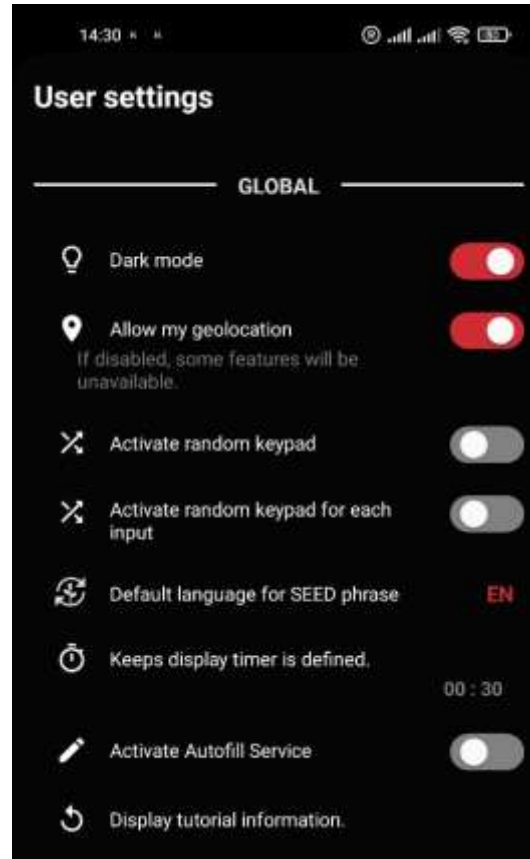 14:30
User settings
GLOBAL
Dark mode
Allow my geolocation
If disabled, some features will be
unavailable.
Activate random keypad
Activate random keypad for each
input
Default language for SEED phrase EN
Keeps display timer is defined.
00 : 30
Activate Autofill Service
Display tutorial information.